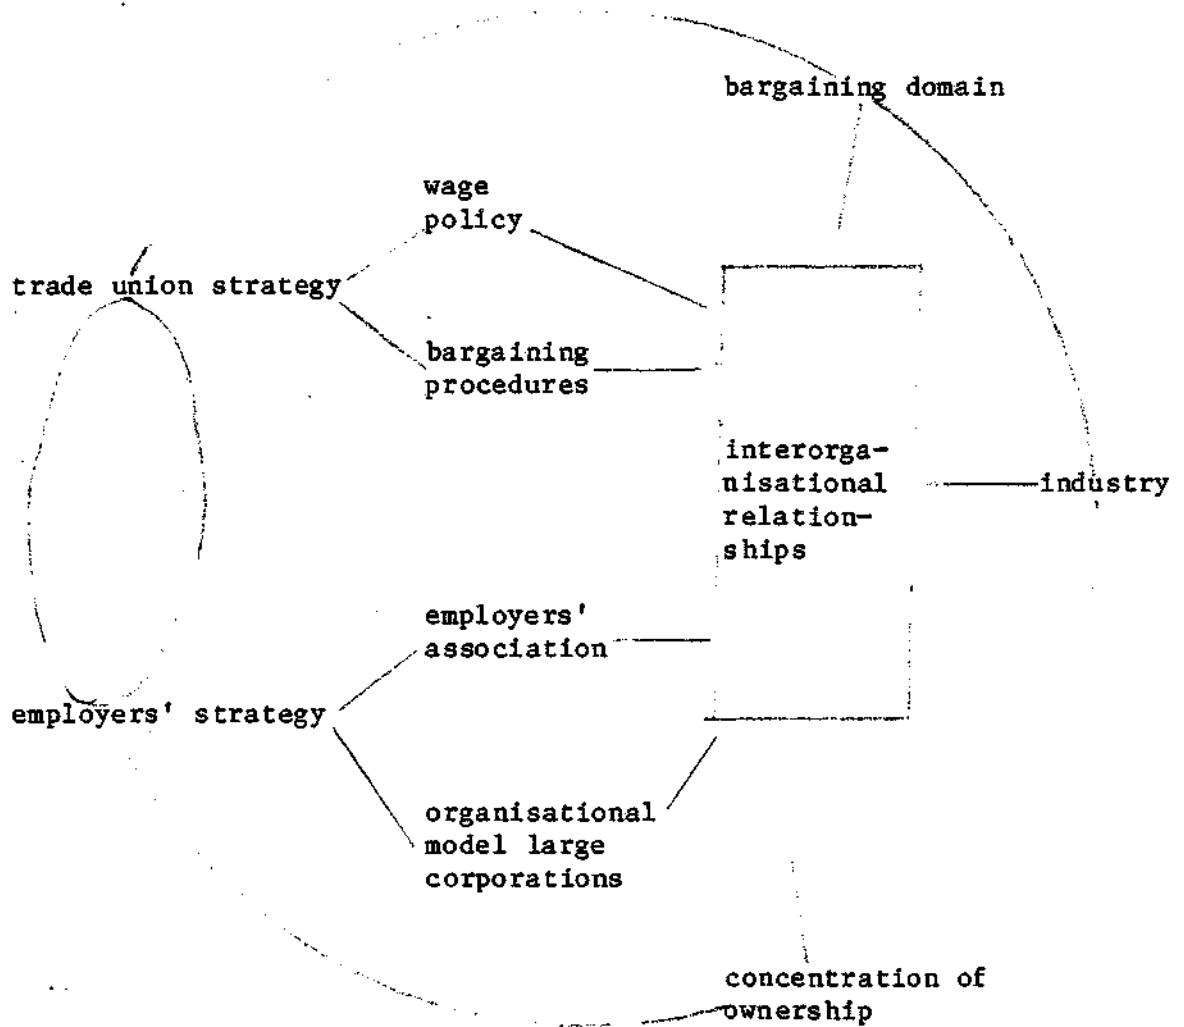 bargaining domain
wage
policy
trade union strategy
bargaining
procedures
interorga-
nisational
relation-
ships
industry
employers'
association
employers' strategy
organisational
model large
corporations
concentration of
ownership